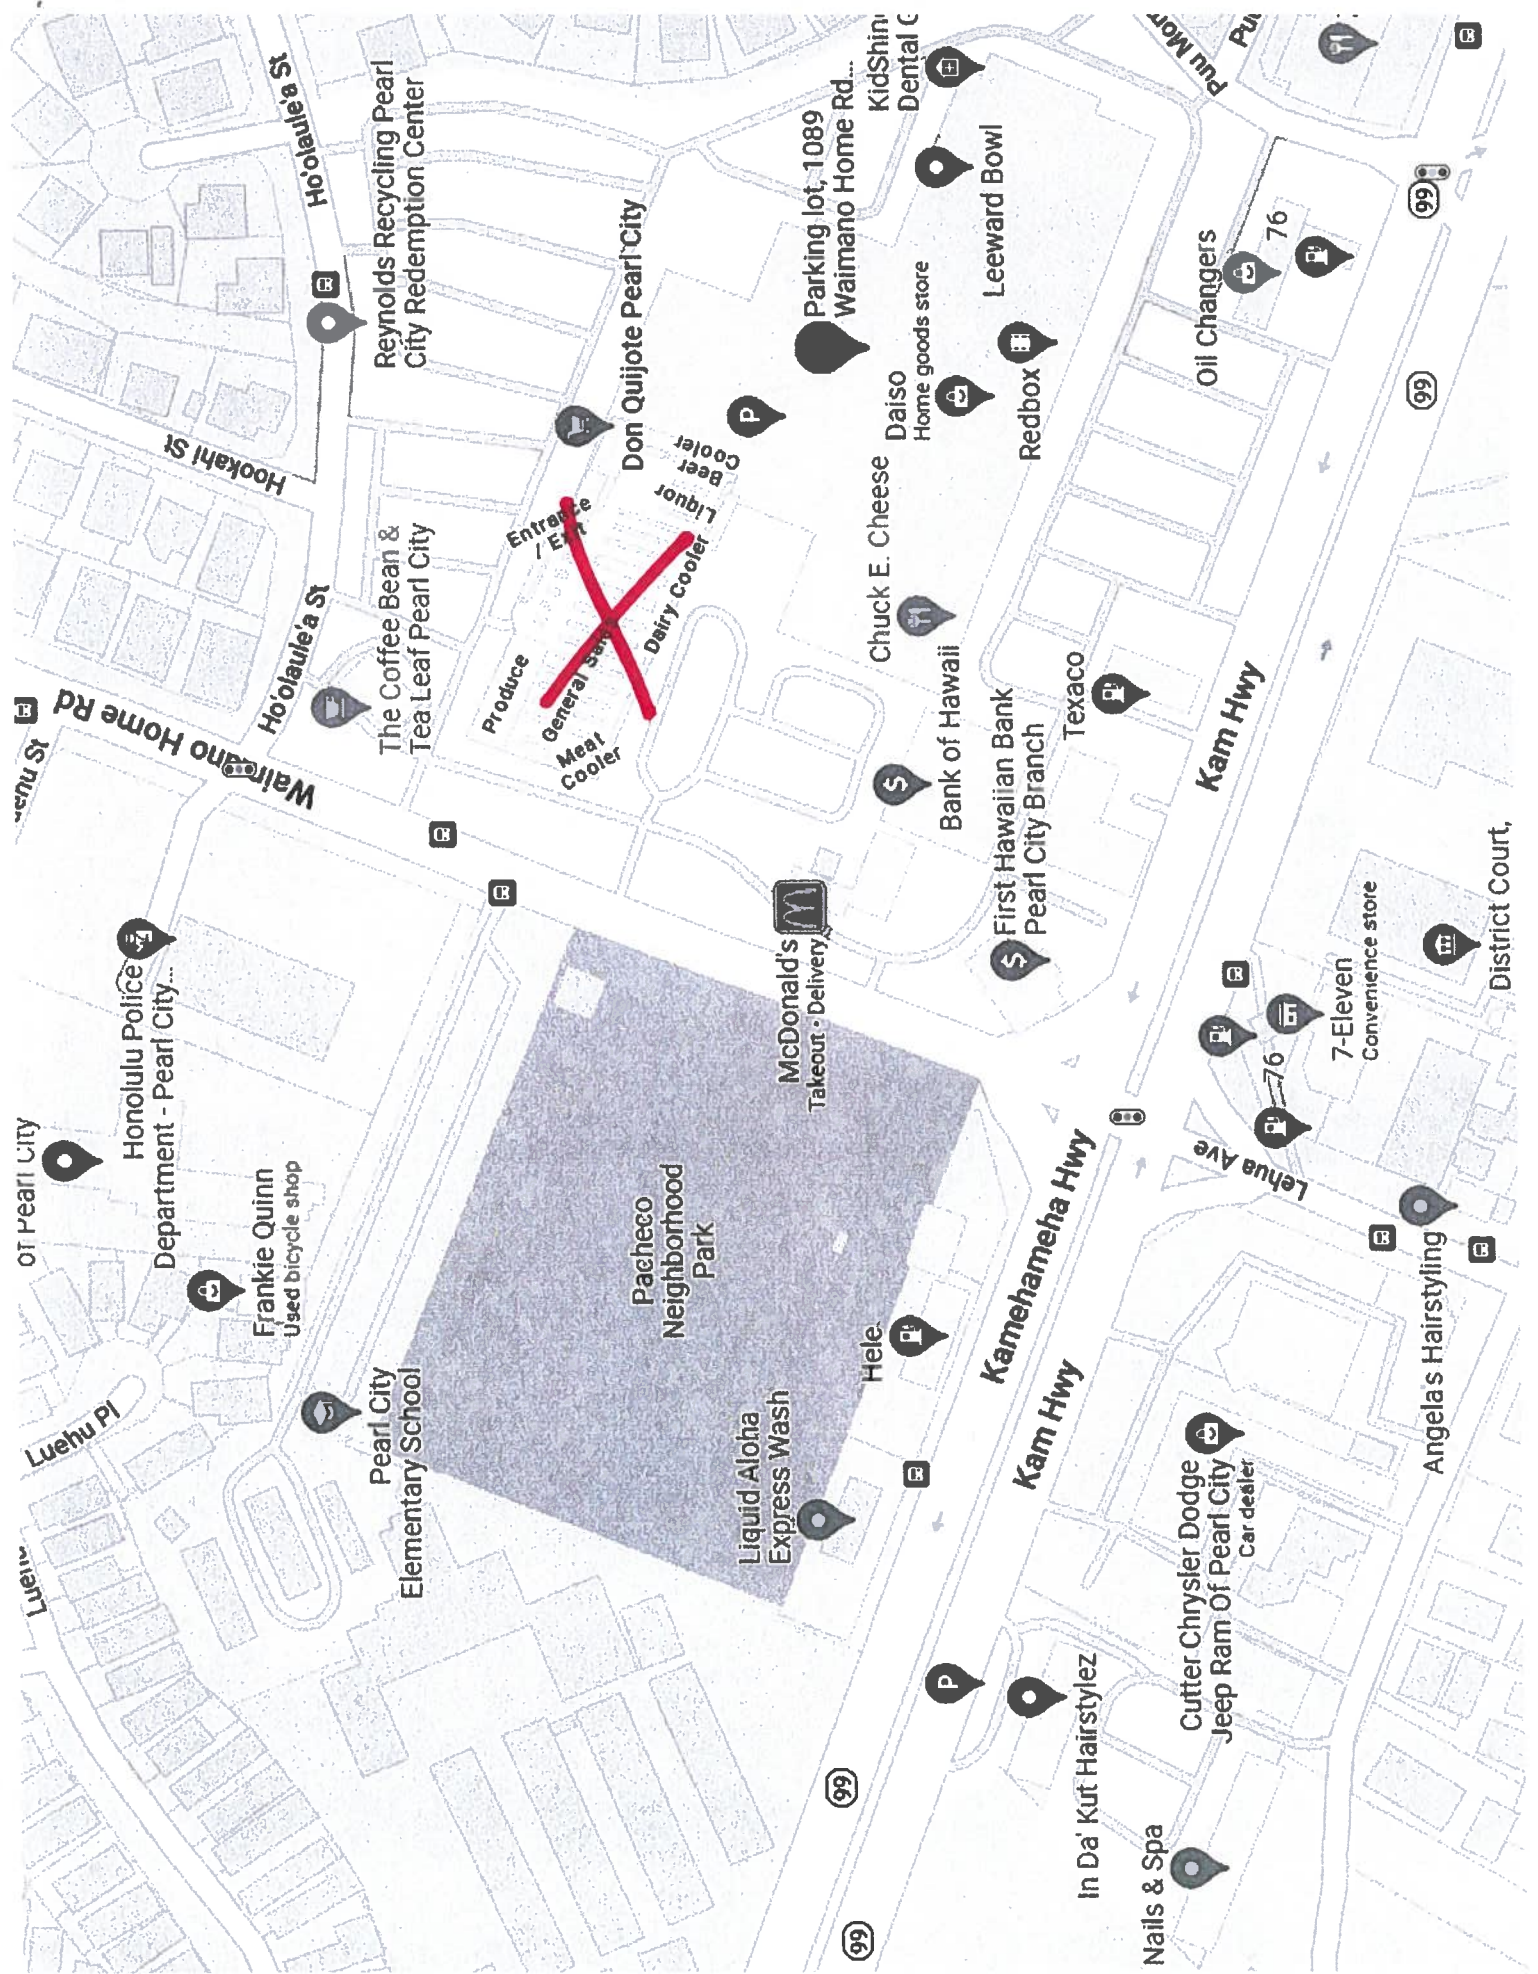 Luehu Pl
Honolulu Police
Department - Pearl City...
Frankie Quinn
Used bicycle shop
Pearl City
Elementary School
Waimano Home Rd
Ho'olaule'a St
Ho'olaule'a St
Hookahi St
Reynolds Recycling Pearl
City Redemption Center
The Coffee Bean &
Tea Leaf Pearl City
Produce
Entrance
/ Exit
General Sales
Meat
Cooler
Dairy Cooler
Liquor
Beer
Cooler
Don Quijote Pearl City
P
Pacheco
Neighborhood
Park
Liquid Aloha
Express Wash
McDonald's
Takeout • Delivery
Parking lot, 1089
Waimano Home Rd...
KidShine
Dental
Hele
Chuck E. Cheese
Daiso
Home goods store
Leeward Bowl
Bank of Hawaii
Redbox
First Hawaiian Bank
Pearl City Branch
Texaco
Kamehameha Hwy
Kam Hwy
Kam Hwy
99
99
99
99
P
In Da' Kut Hairstylez
Nails & Spa
Cutter Chrysler Dodge
Jeep Ram Of Pearl City
Car dealer
Oil Changers
76
76
Lehua Ave
7-Eleven
Convenience store
Angela's Hairstyling
District Court,